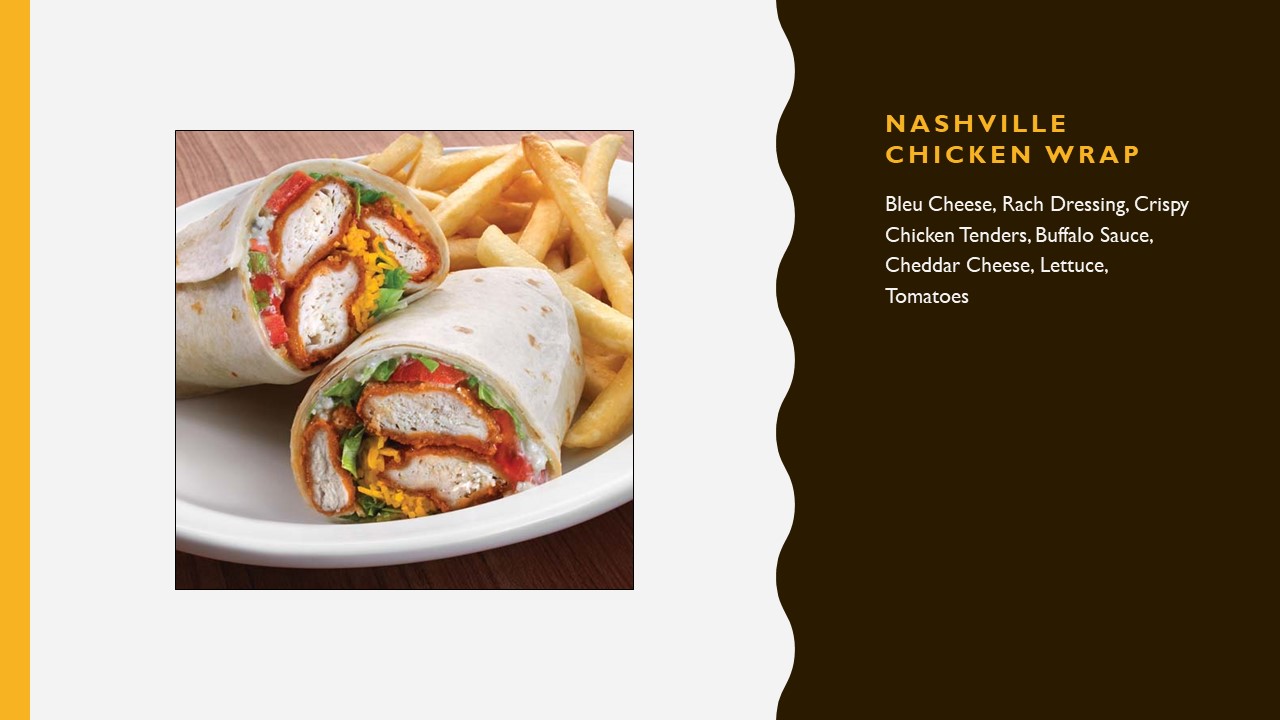 NASHVILLE
CHICKEN WRAP
Bleu Cheese, Rach Dressing, Crispy
Chicken Tenders, Buffalo Sauce,
Cheddar Cheese, Lettuce,
Tomatoes